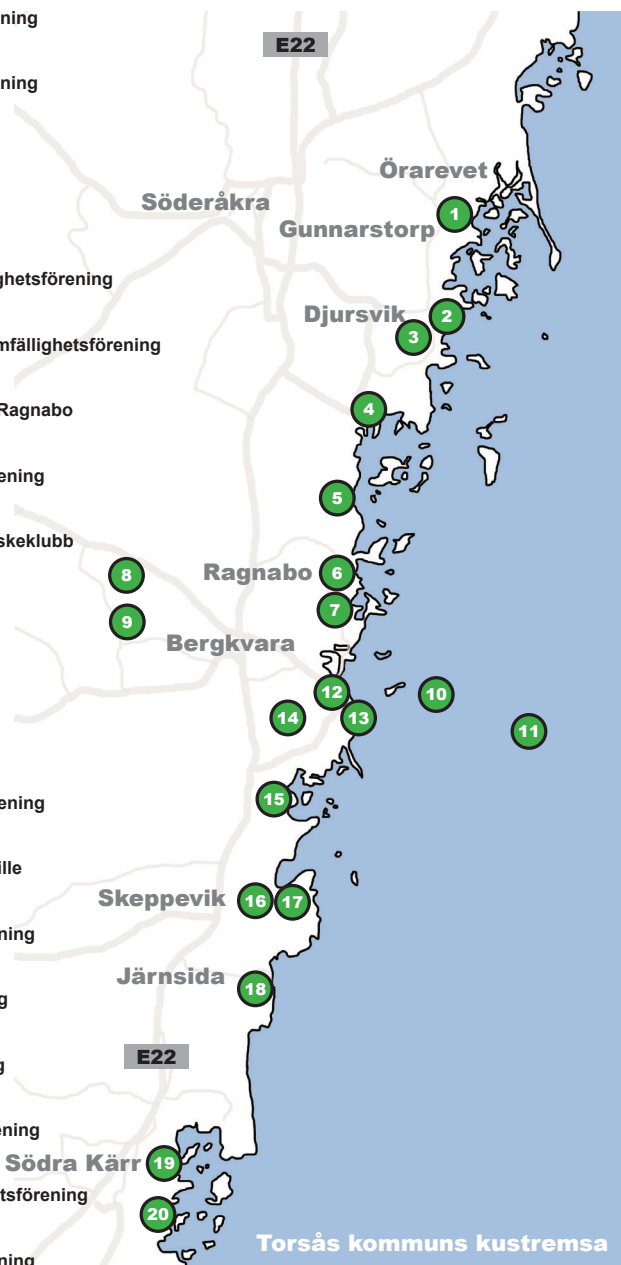 ning
E22
ning
Örarevet
Söderåkra
1
Gunnarstorp
ghetsförening
Djursvik 2
3
mfällighetsförening
Ragnabo
4
ening
5
skeklubb
8
Ragnabo 6
7
9
Bergkvara
12
10
14
13
11
15
ening
ille
Skeppevik 16 17
ning
Järnsida
18
g
E22
g
ening
Södra Kärr 19
tsförening
20
Torsås kommuns kustremsa
ning